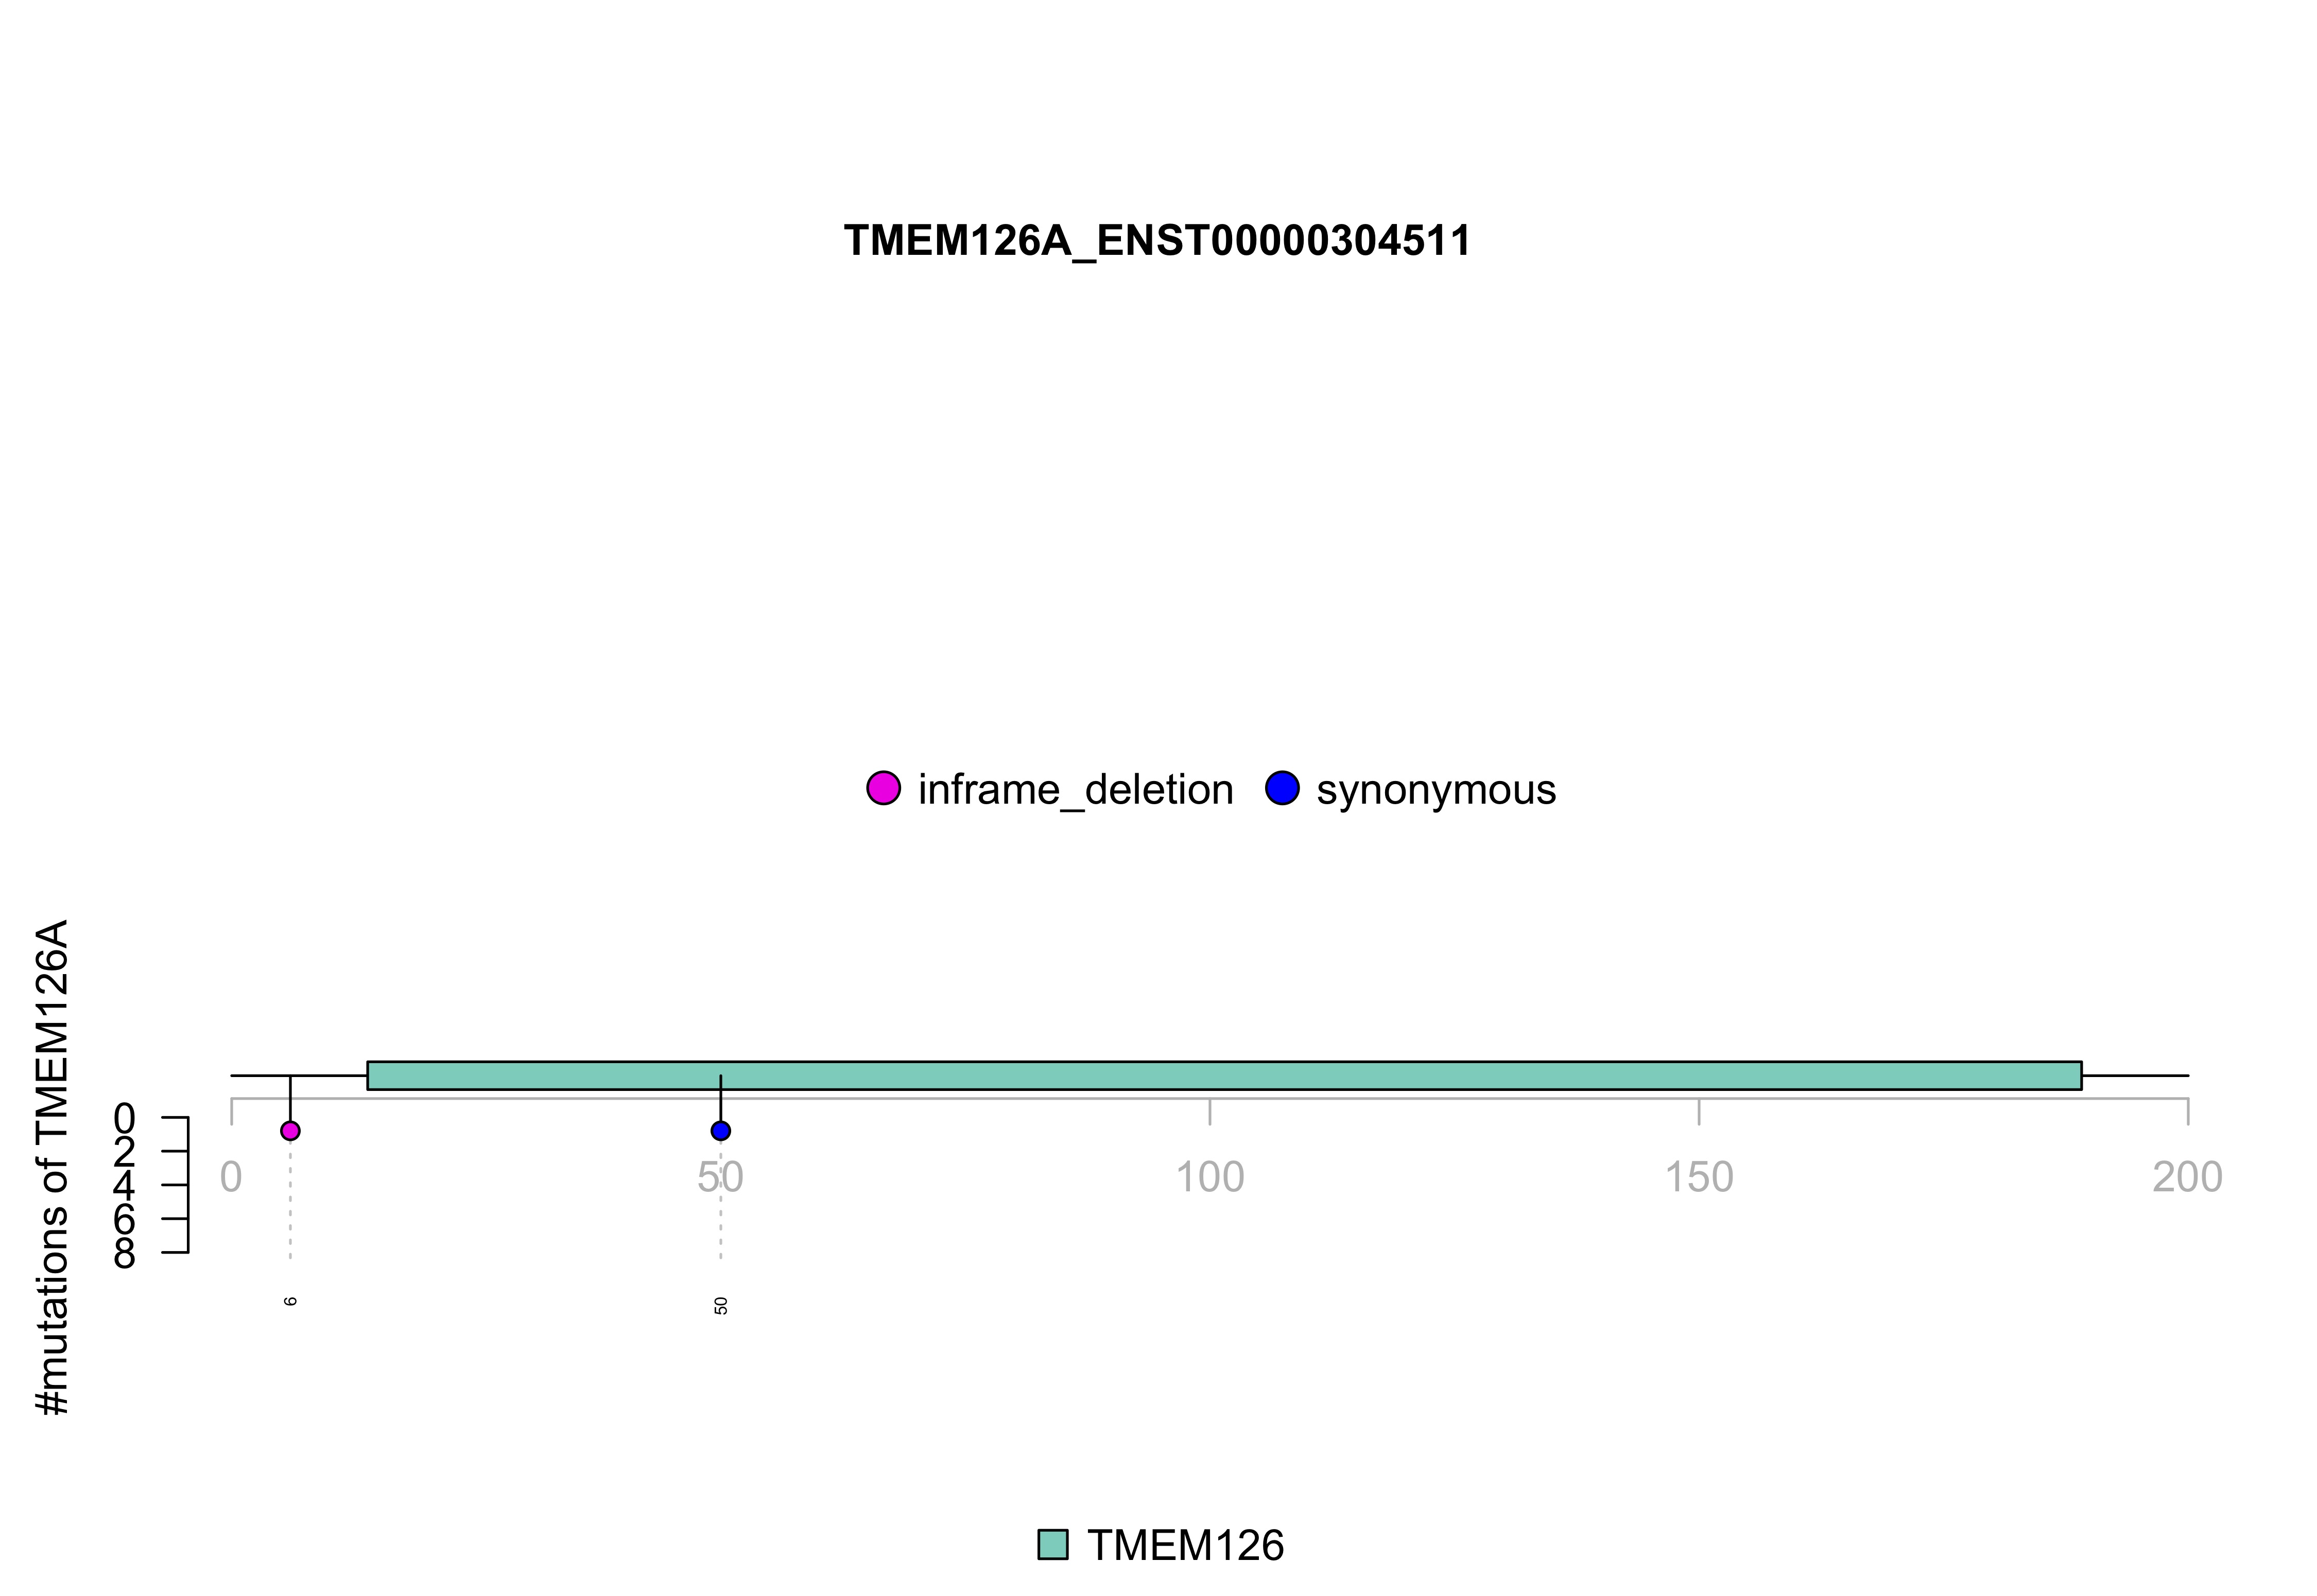 TMEM126A_ENST00000304511
inframe_deletion synonymous
#mutations of TMEM126A
0
2
4
6
8
0 50 100 150 200
6 50
TMEM126